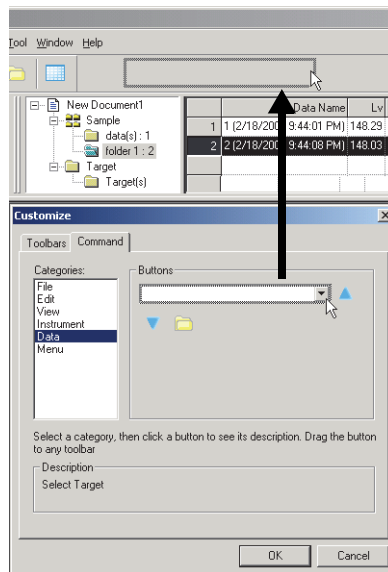 Tool Window Help
New Document1
Sample
data(s) : 1
folder 1 : 2
Target
Target(s)
Data Name Lv
1 1 (2/18/200 9:44:01 PM) 148.29
2 2 (2/18/200 9:44:08 PM) 148.03
Customize
Toolbars Command
Categories:
File
Edit
View
Instrument
Data
Menu
Buttons
Select a category, then click a button to see its description. Drag the button
to any toolbar
Description
Select Target
OK Cancel